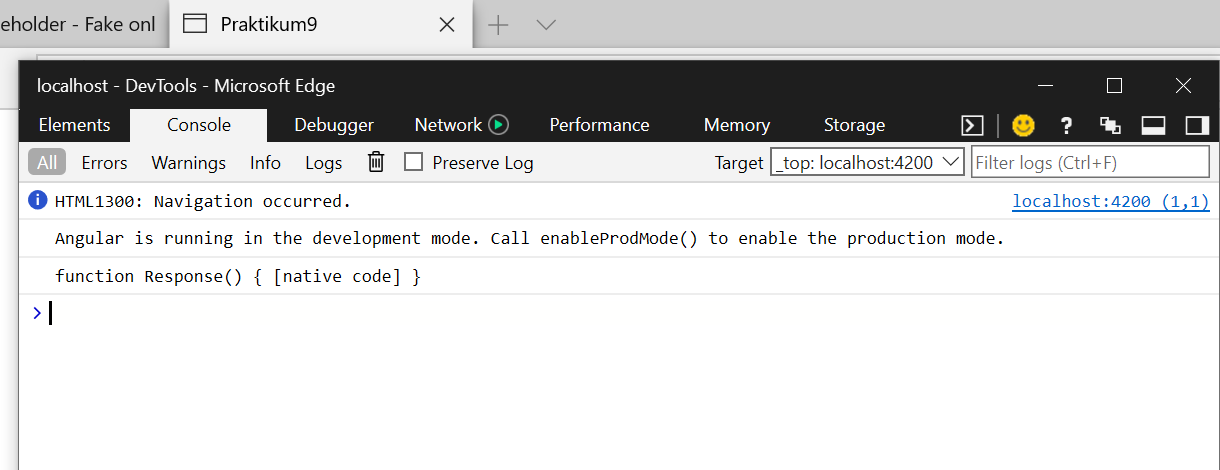 eholder - Fake onl
Praktikum9
localhost - DevTools - Microsoft Edge
Elements Console Debugger Network Performance Memory Storage
All Errors Warnings Info Logs Preserve Log Target _top: localhost:4200 Filter logs (Ctrl+F)
HTML1300: Navigation occurred. localhost:4200 (1,1)
Angular is running in the development mode. Call enableProdMode() to enable the production mode.
function Response() { [native code] }